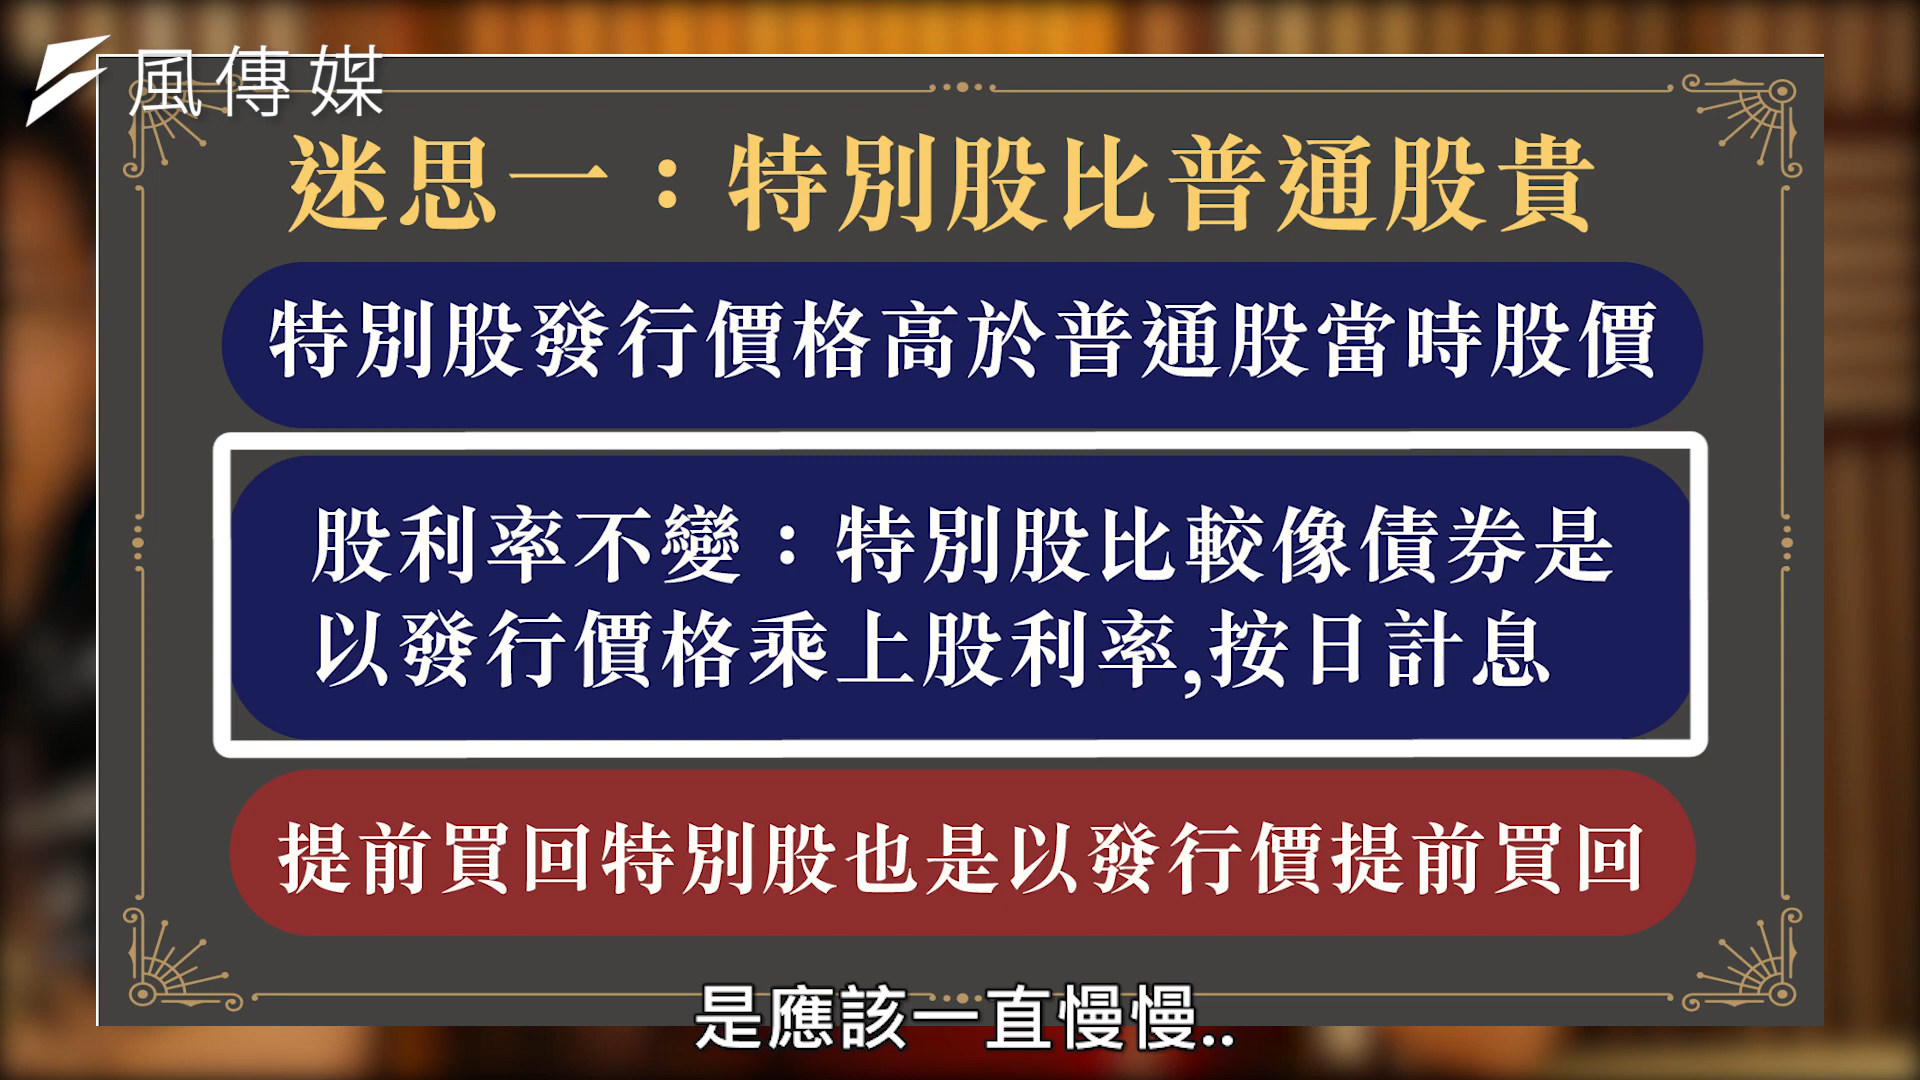 風傳媒
迷思一：特別股比普通股貴
特別股發行價格高於普通股當時股價
股利率不變：特別股比較像債券是
以發行價格乘上股利率,按日計息
提前買回特別股也是以發行價提前買回
是應該一直慢慢..